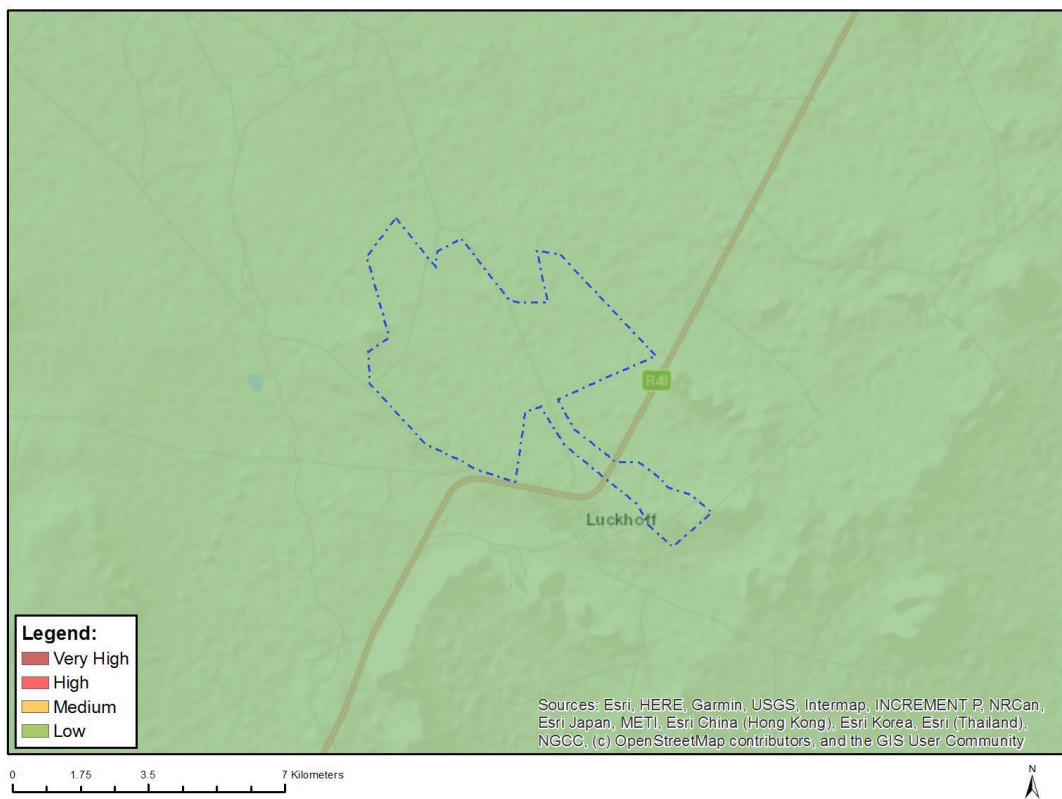 R48
Luckhoff
Legend:
Very High
High
Medium
Low
Sources: Esri, HERE, Garmin, USGS, Intermap, INCREMENT P, NRCan,
Esri Japan, METI, Esri China (Hong Kong), Esri Korea, Esri (Thailand),
NGCC, (c) OpenStreetMap contributors, and the GIS User Community
0 1.75 3.5 7 Kilometers
N